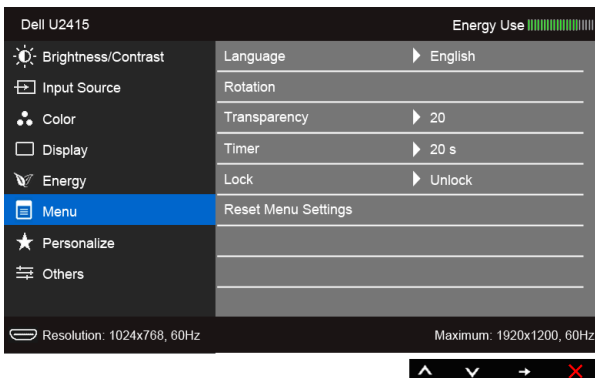 Dell U2415 Energy Use
Brightness/Contrast Language English
Input Source Rotation
Color Transparency 20
Display Timer 20 s
Energy Lock Unlock
Menu Reset Menu Settings
Personalize
Others
Resolution: 1024x768, 60Hz Maximum: 1920x1200, 60Hz